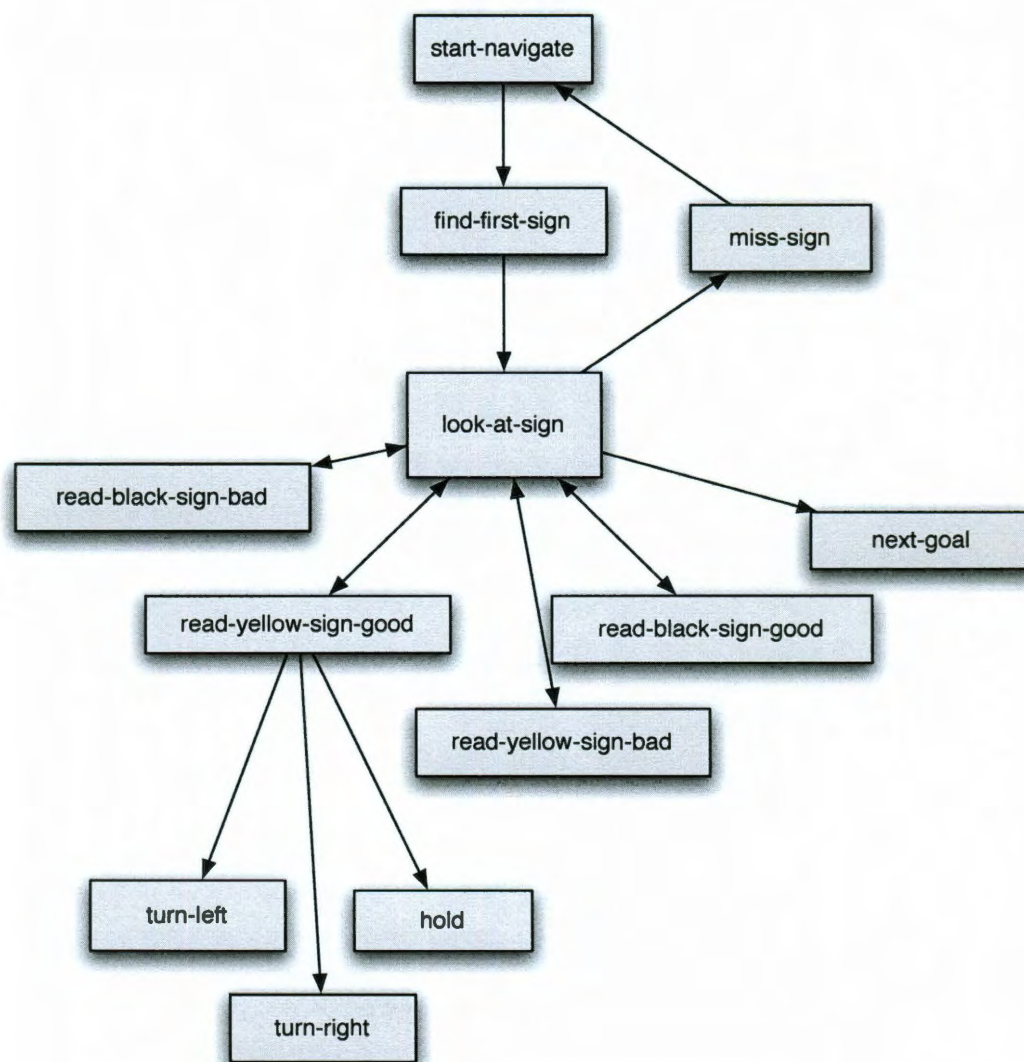 start-navigate
find-first-sign
miss-sign
look-at-sign
read-black-sign-bad
next-goal
read-yellow-sign-good
read-black-sign-good
read-yellow-sign-bad
turn-left
hold
turn-right